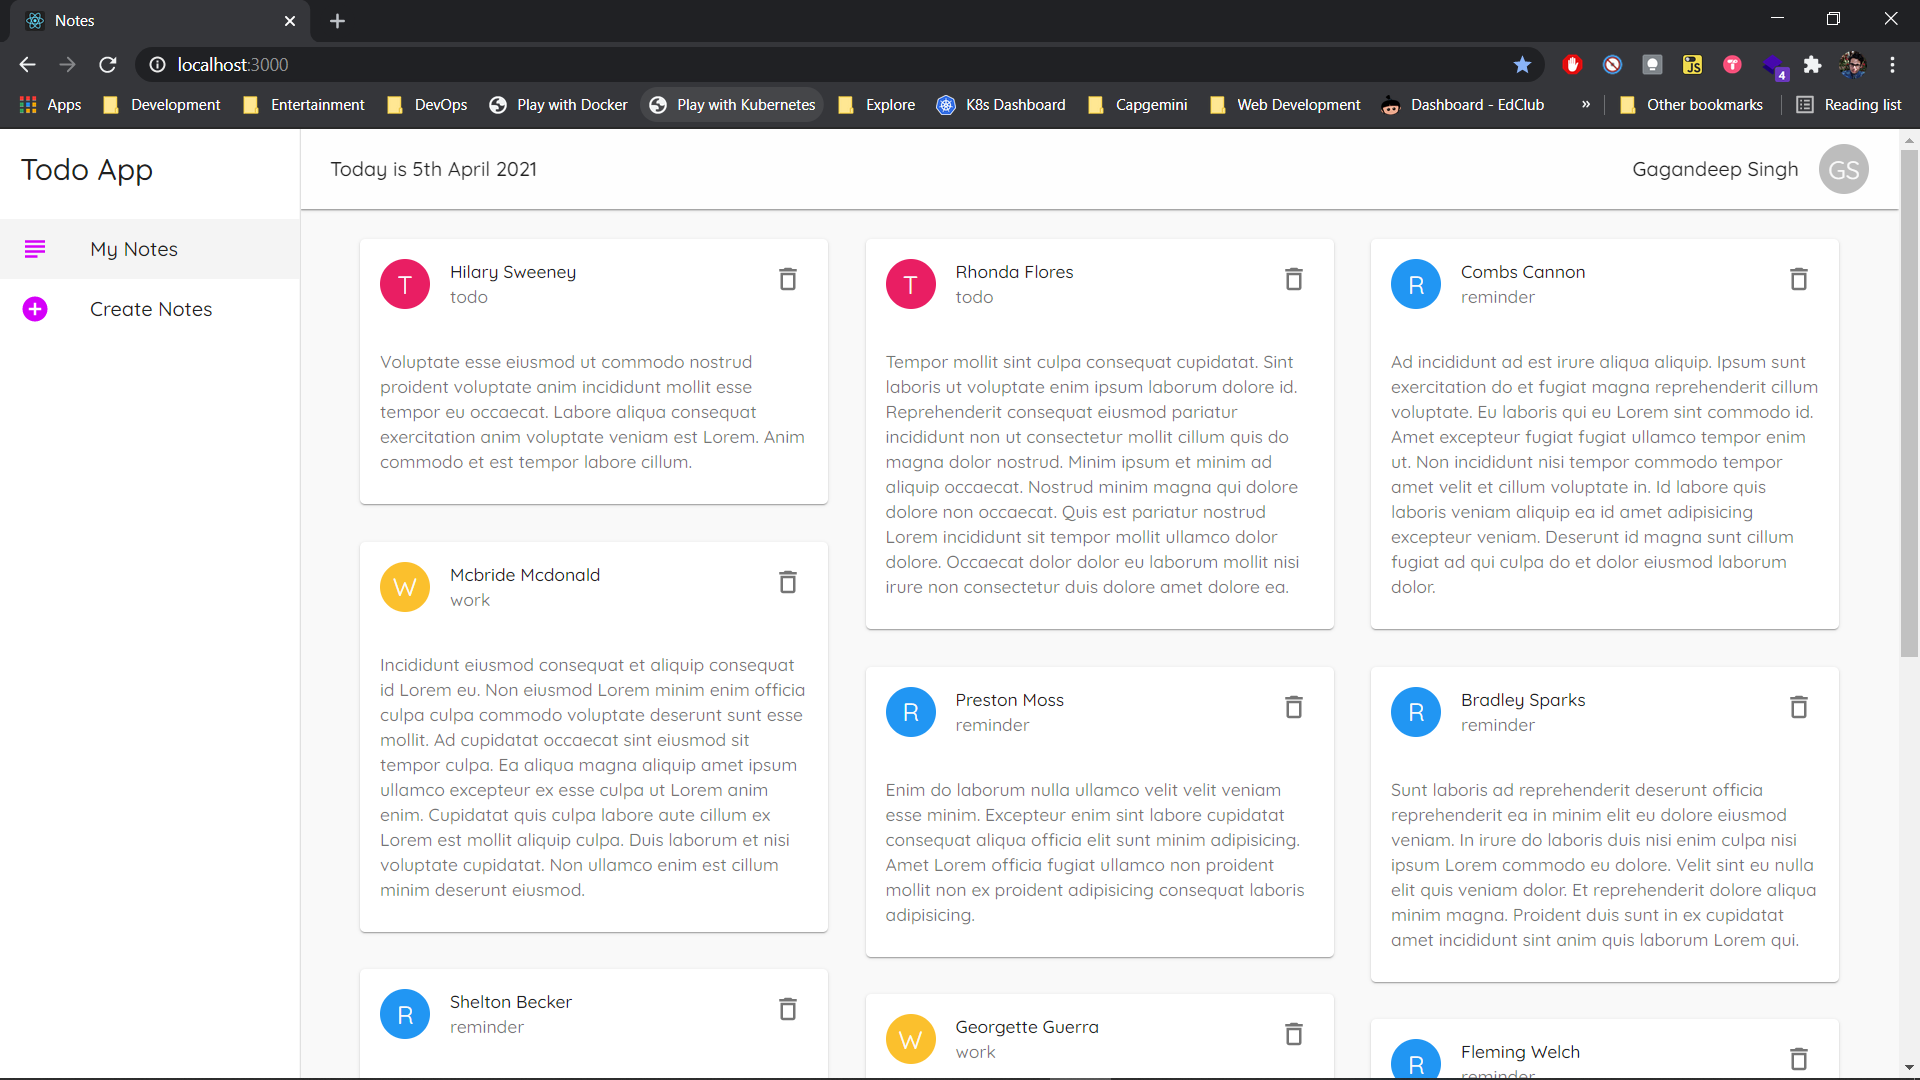 Notes
localhost:3000
4
Apps
Development
Entertainment
DevOps
Play with Docker
Play with Kubernetes
Explore
K8s Dashboard
Capgemini
Web Development
Dashboard - EdClub
»
Other bookmarks
Reading list
Todo App
My Notes
Create Notes
Today is 5th April 2021
Gagandeep Singh
GS
T
Hilary Sweeney
todo
Voluptate esse eiusmod ut commodo nostrud
proident voluptate anim incididunt mollit esse
tempor eu occaecat. Labore aliqua consequat
exercitation anim voluptate veniam est Lorem. Anim
commodo et est tempor labore cillum.
W
Mcbride Mcdonald
work
Incididunt eiusmod consequat et aliquip consequat
id Lorem eu. Non eiusmod Lorem minim enim officia
culpa culpa commodo voluptate deserunt sunt esse
mollit. Ad cupidatat occaecat sint eiusmod sit
tempor culpa. Ea aliqua magna aliquip amet ipsum
ullamco excepteur ex esse culpa ut Lorem anim
enim. Cupidatat quis culpa labore aute cillum ex
Lorem est mollit aliquip culpa. Duis laborum et nisi
voluptate cupidatat. Non ullamco enim est cillum
minim deserunt eiusmod.
R
Shelton Becker
reminder
T
Rhonda Flores
todo
Tempor mollit sint culpa consequat cupidatat. Sint
laboris ut voluptate enim ipsum laborum dolore id.
Reprehenderit consequat eiusmod pariatur
incididunt non ut consectetur mollit cillum quis do
magna dolor nostrud. Minim ipsum et minim ad
aliquip occaecat. Nostrud minim magna qui dolore
dolore non occaecat. Quis est pariatur nostrud
Lorem incididunt sit tempor mollit ullamco dolor
dolore. Occaecat dolor dolor eu laborum mollit nisi
irure non consectetur duis dolore amet dolore ea.
R
Preston Moss
reminder
Enim do laborum nulla ullamco velit velit veniam
esse minim. Excepteur enim sint labore cupidatat
consequat aliqua officia elit sunt minim adipisicing.
Amet Lorem officia fugiat ullamco non proident
mollit non ex proident adipisicing consequat laboris
adipisicing.
W
Georgette Guerra
work
R
Combs Cannon
reminder
Ad incididunt ad est irure aliqua aliquip. Ipsum sunt
exercitation do et fugiat magna reprehenderit cillum
voluptate. Eu laboris qui eu Lorem sint commodo id.
Amet excepteur fugiat fugiat ullamco tempor enim
ut. Non incididunt nisi tempor commodo tempor
amet velit et cillum voluptate in. Id labore quis
laboris veniam aliquip ea id amet adipisicing
excepteur veniam. Deserunt id magna sunt cillum
fugiat ad qui culpa do et dolor eiusmod laborum
dolor.
R
Bradley Sparks
reminder
Sunt laboris ad reprehenderit deserunt officia
reprehenderit ea in minim elit eu dolore eiusmod
veniam. In irure do laboris duis nisi enim culpa nisi
ipsum Lorem commodo eu dolore. Velit sint eu nulla
elit quis veniam dolor. Et reprehenderit dolore aliqua
minim magna. Proident duis sunt in ex cupidatat
amet incididunt sint anim quis laborum Lorem qui.
R
Fleming Welch
reminder